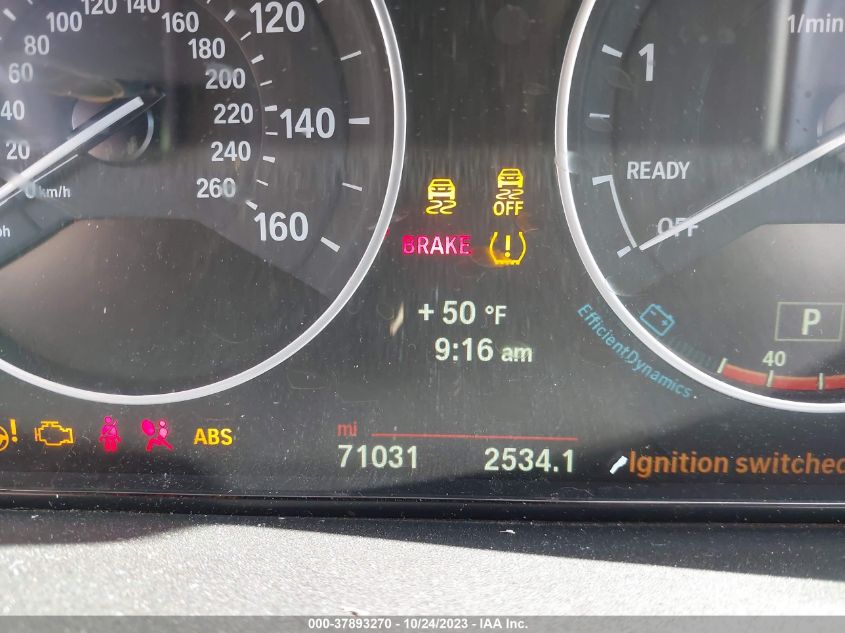 120
100 120 140
160
80
180
60
200
40
220 140
20
240
0 km/h
260
160
1/min
1
READY
OFF
OFF
BRAKE
+ 50 °F
9:16 am
EfficientDynamics
P
40
ABS
mi
71031 2534.1
Ignition switched
000-37893270 - 10/24/2023 - IAA Inc.